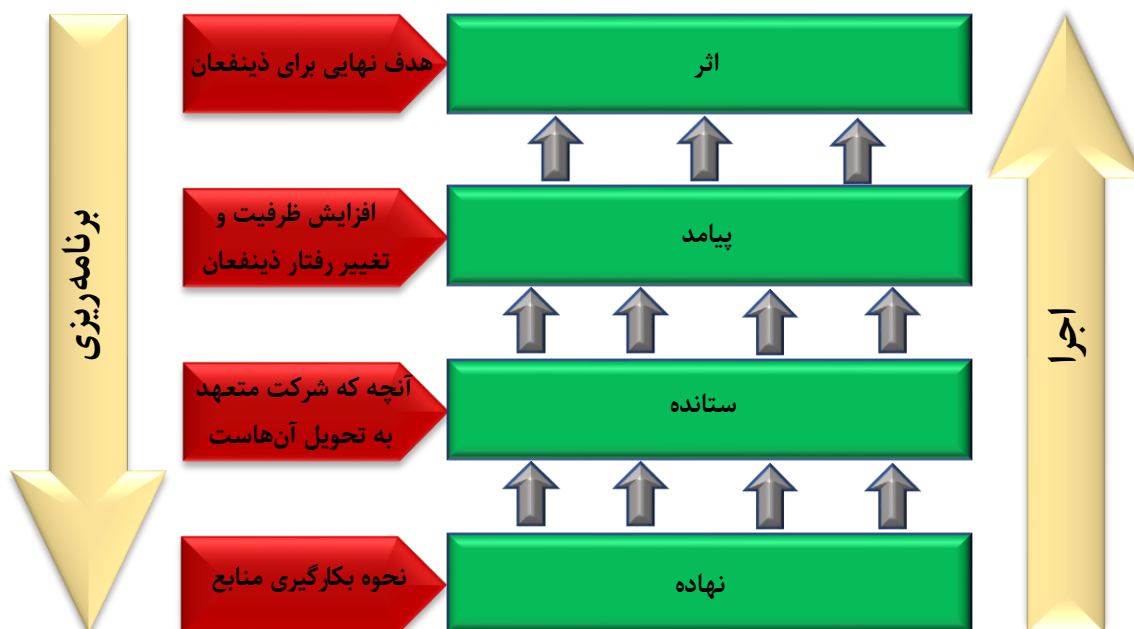 هدف نهایی برای ذینفعان
اثر
افزایش ظرفیت و
تغییر رفتار ذینفعان
پیامد
آنچه که شرکت متعهد
به تحویل آن‌هاست
ستانده
نحوه بکارگیری منابع
نهاده
برنامه‌ریزی
اجرا